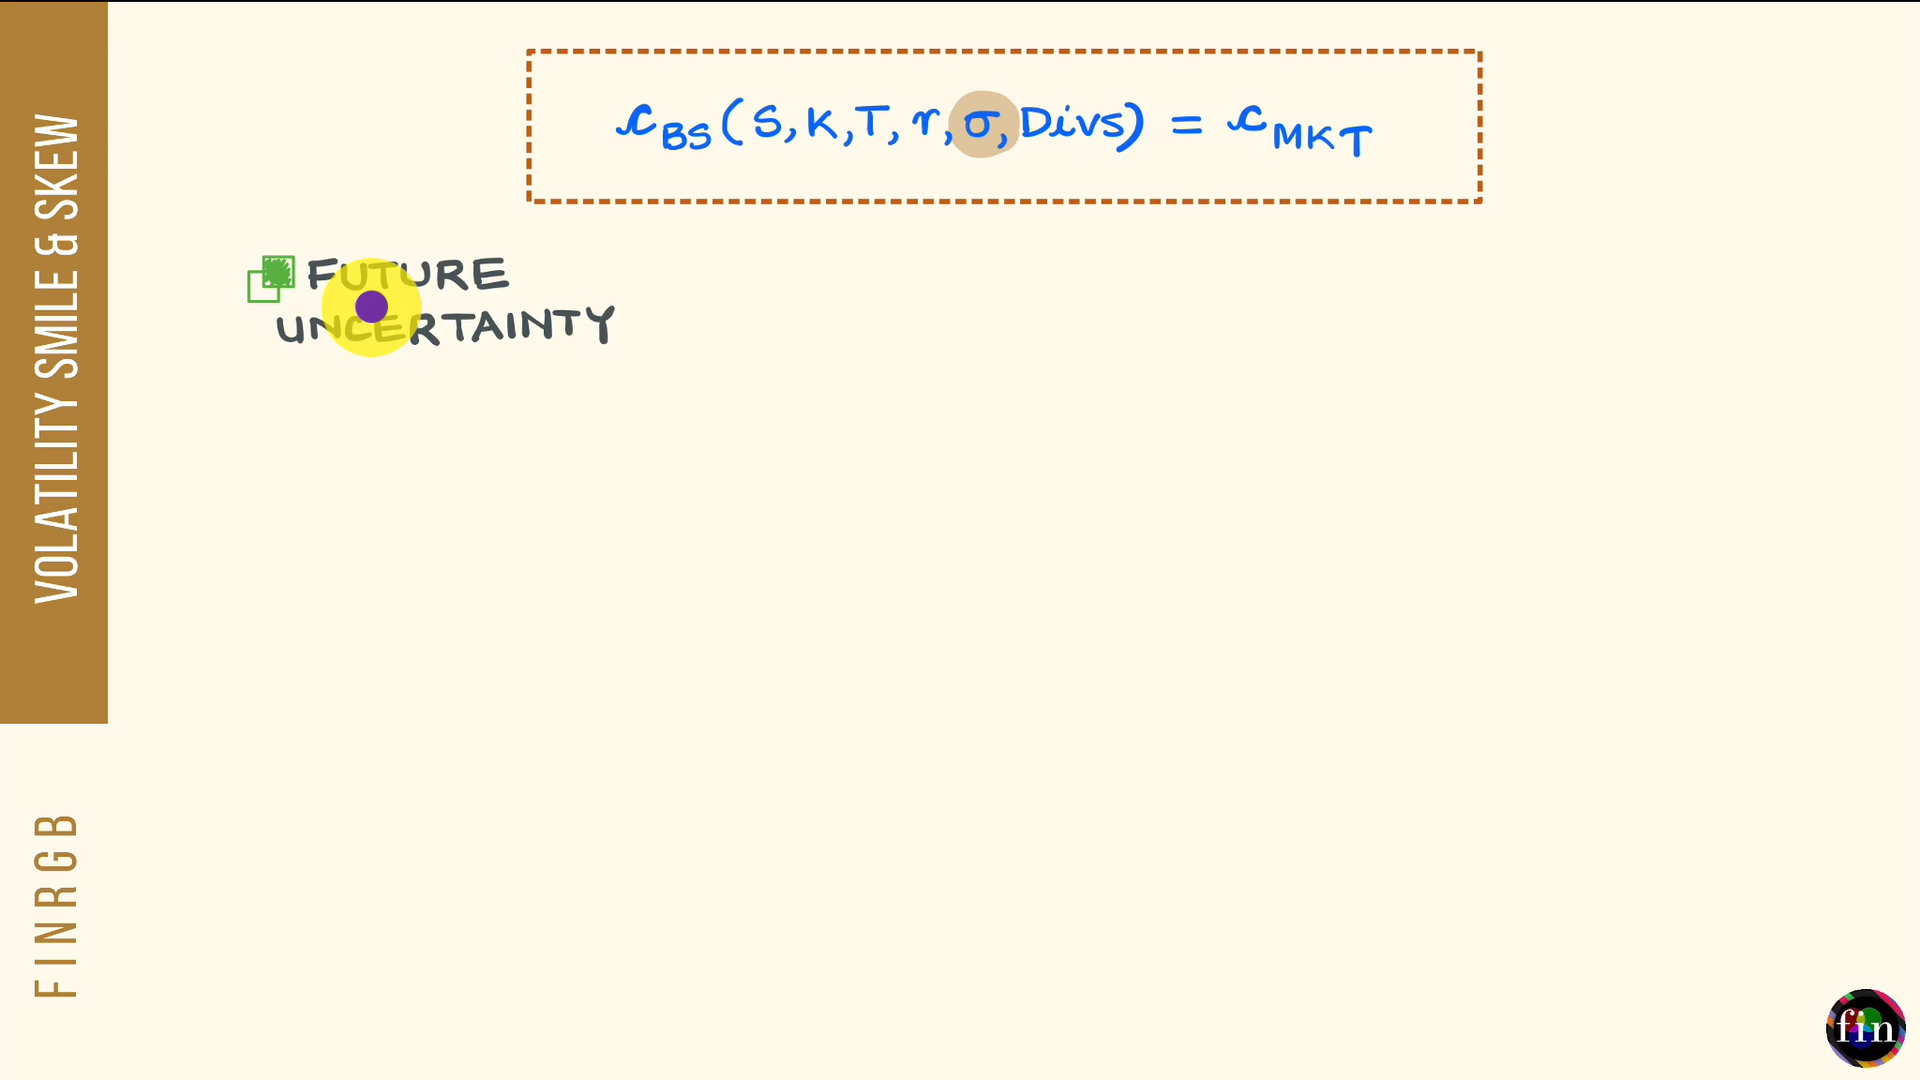 VOLATILITY SMILE & SKEW
FINRGB
c_BS(S,K,T,r,σ,Divs) = c_MKT
FUTURE
UNCERTAINTY
fin